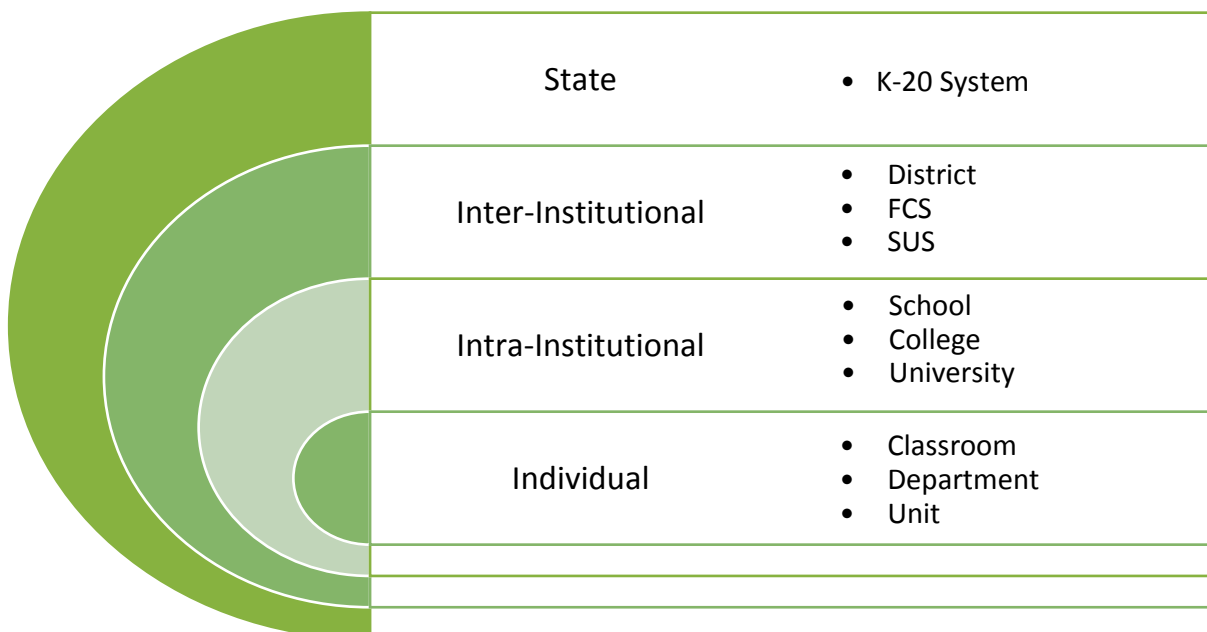 State
• K-20 System
Inter-Institutional
• District
• FCS
• SUS
Intra-Institutional
• School
• College
• University
Individual
• Classroom
• Department
• Unit